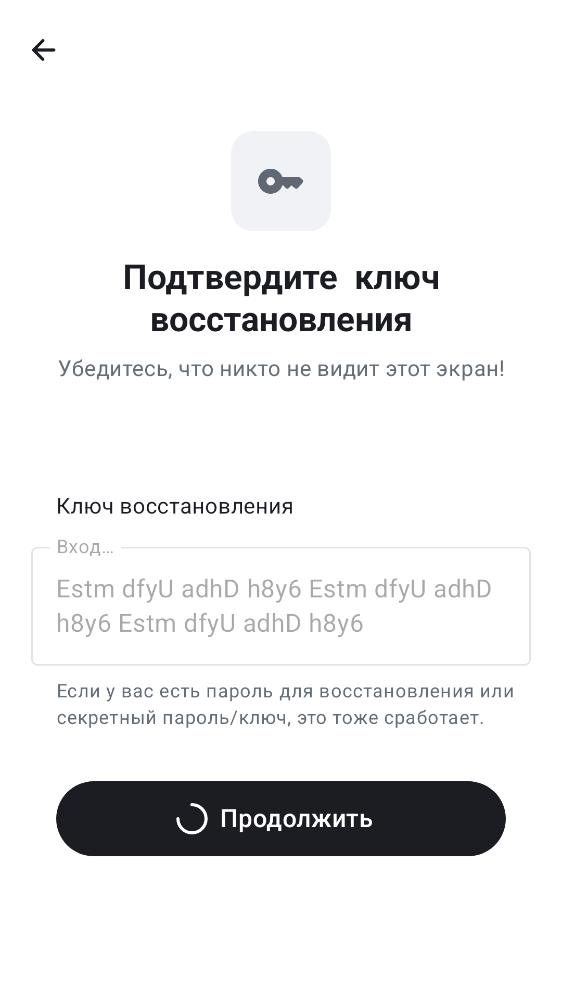 Подтвердите ключ
восстановления
Убедитесь, что никто не видит этот экран!
Ключ восстановления
Вход…
Estm dfyU adhD h8y6 Estm dfyU adhD
h8y6 Estm dfyU adhD h8y6
Если у вас есть пароль для восстановления или
секретный пароль/ключ, это тоже сработает.
Продолжить